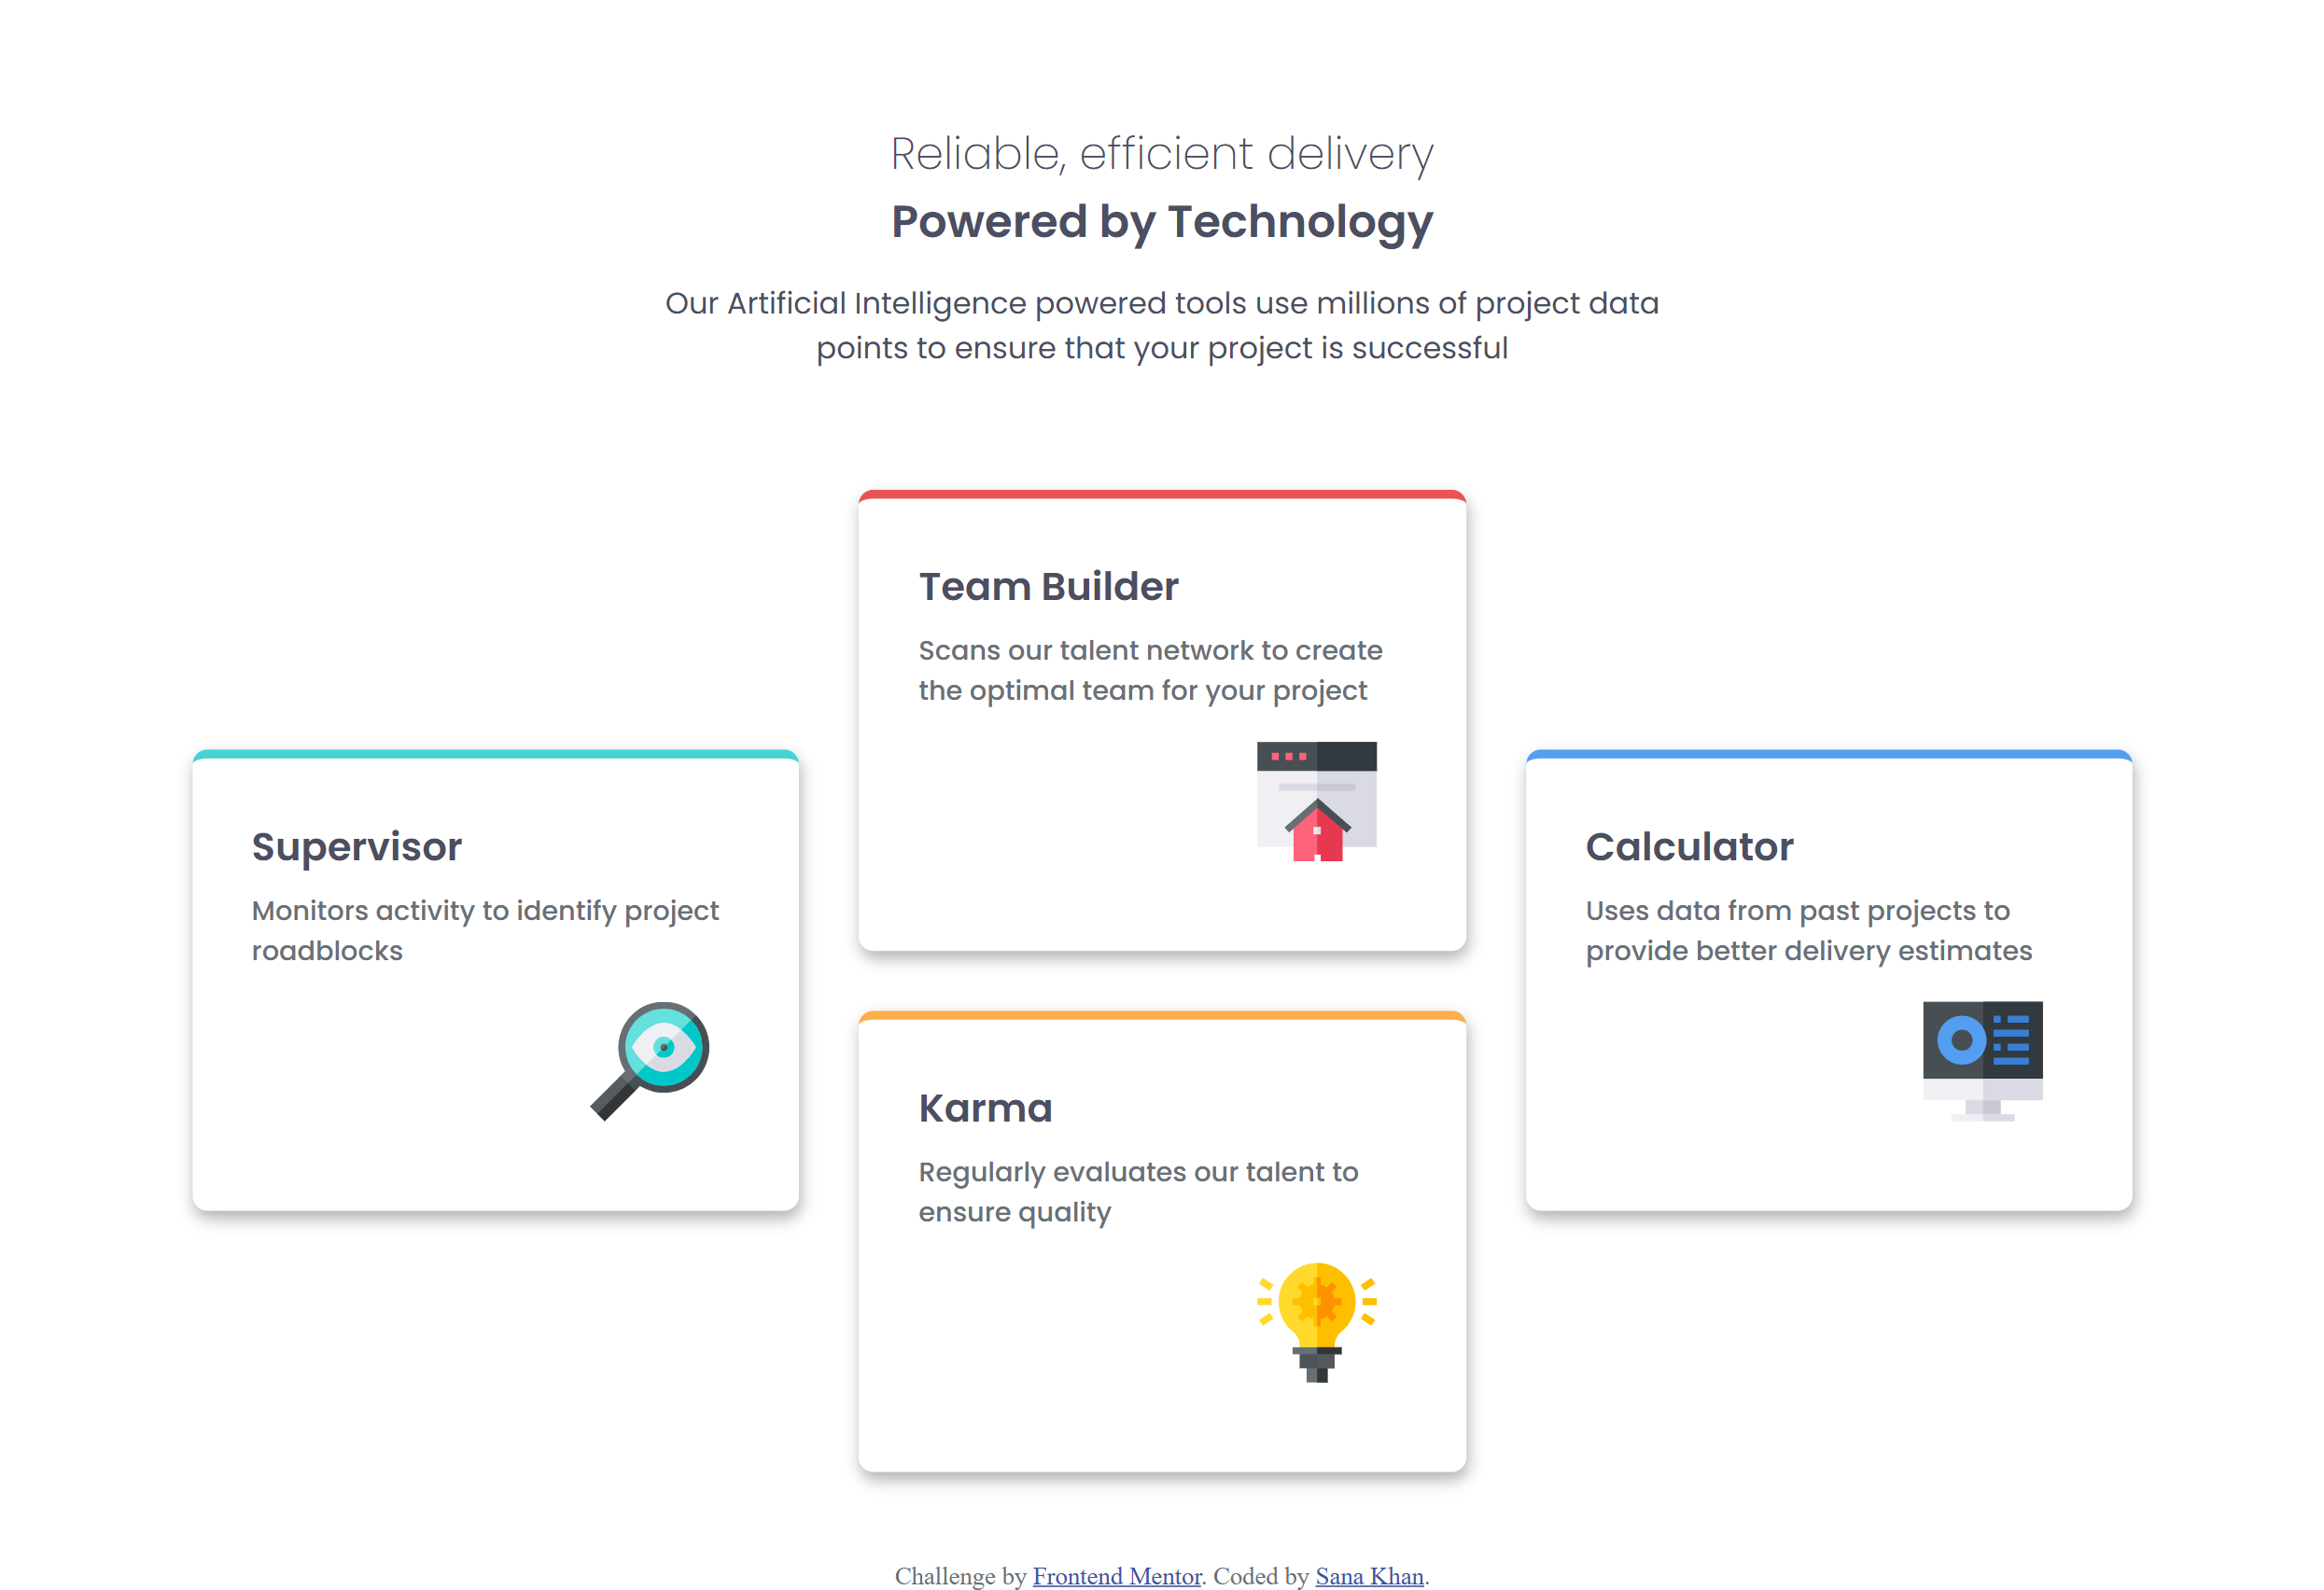 Reliable, efficient delivery
Powered by Technology
Our Artificial Intelligence powered tools use millions of project data
points to ensure that your project is successful
Team Builder
Scans our talent network to create
the optimal team for your project
Supervisor
Monitors activity to identify project
roadblocks
Calculator
Uses data from past projects to
provide better delivery estimates
Karma
Regularly evaluates our talent to
ensure quality
Challenge by Frontend Mentor. Coded by Sana Khan.